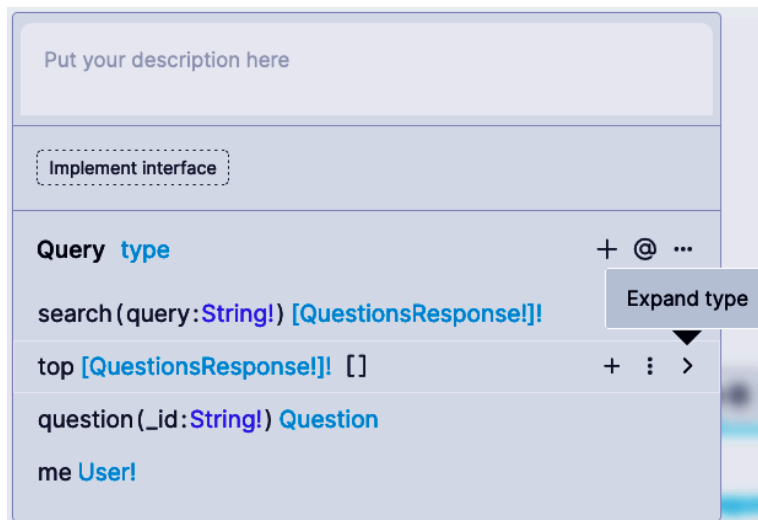 Put your description here
Implement interface
Query type + @ ...
Expand type
search(query:String!) [QuestionsResponse!]!
top [QuestionsResponse!]! [] + ⋮ >
question(_id:String!) Question
me User!